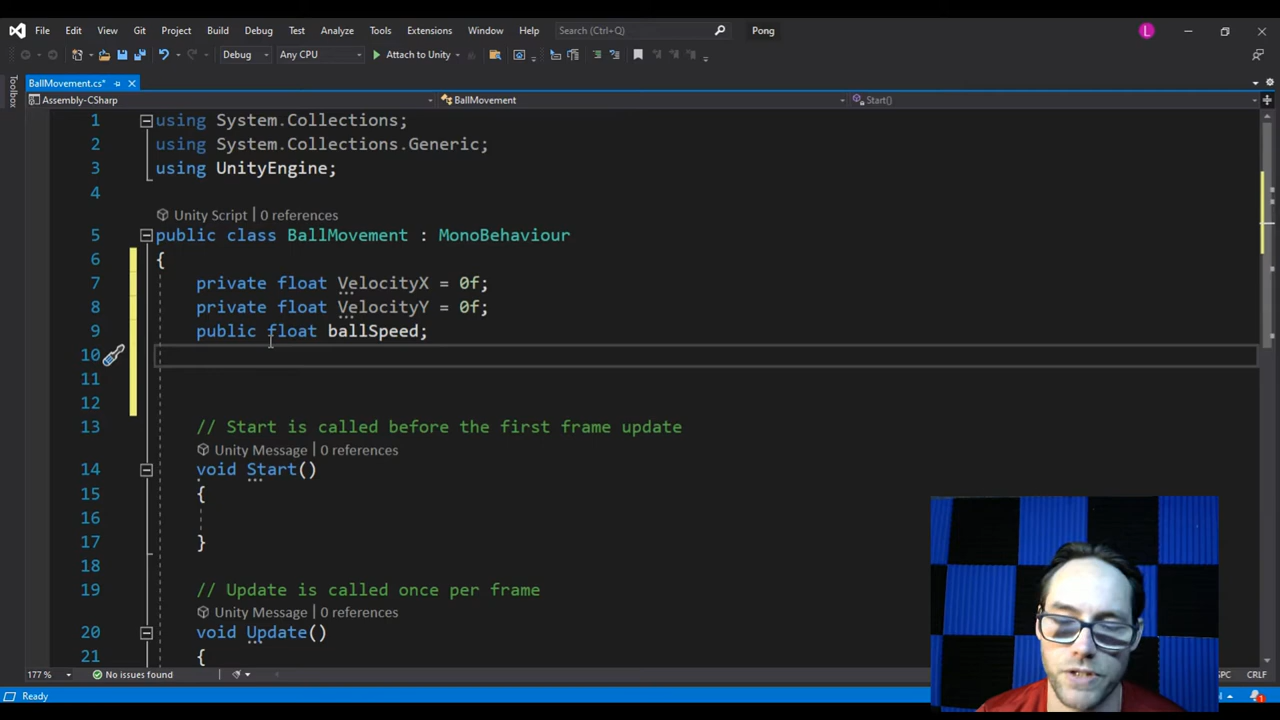 File Edit View Git Project Build Debug Test Analyze Tools Extensions Window Help Search (Ctrl+Q) Pong L
Debug Any CPU Attach to Unity
Toolbox
BallMovement.cs*
Assembly-CSharp BallMovement Start()
1 using System.Collections;
2 using System.Collections.Generic;
3 using UnityEngine;
4
Unity Script | 0 references
5 public class BallMovement : MonoBehaviour
6 {
7 private float VelocityX = 0f;
8 private float VelocityY = 0f;
9 public float ballSpeed;
10
11
12
13 // Start is called before the first frame update
Unity Message | 0 references
14 void Start()
15 {
16
17 }
18
19 // Update is called once per frame
Unity Message | 0 references
20 void Update()
21 {
177 % No issues found SPC CRLF
Ready 1